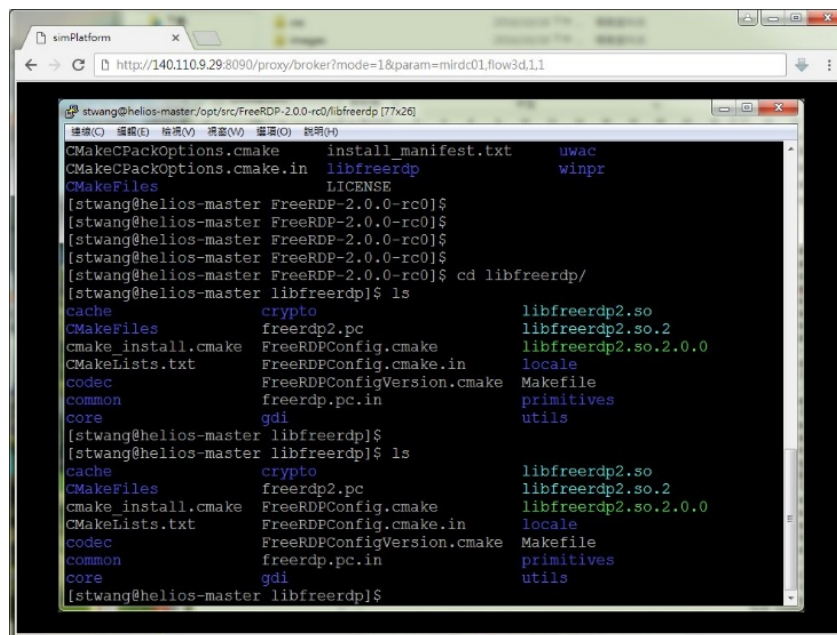 simPlatform
http://140.110.9.29:8090/proxy/broker?mode=1&param=mirdc01,flow3d,1,1
stwang@helios-master:/opt/src/FreeRDP-2.0.0-rc0/libfreerdp [77x26]
連線(C) 編輯(E) 檢視(V) 視窗(W) 選項(O) 說明(H)
CMakeCPackOptions.cmake install_manifest.txt uwac
CMakeCPackOptions.cmake.in libfreerdp winpr
CMakeFiles LICENSE
[stwang@helios-master FreeRDP-2.0.0-rc0]$
[stwang@helios-master FreeRDP-2.0.0-rc0]$
[stwang@helios-master FreeRDP-2.0.0-rc0]$
[stwang@helios-master FreeRDP-2.0.0-rc0]$
[stwang@helios-master FreeRDP-2.0.0-rc0]$ cd libfreerdp/
[stwang@helios-master libfreerdp]$ ls
cache crypto libfreerdp2.so
CMakeFiles freerdp2.pc libfreerdp2.so.2
cmake_install.cmake FreeRDPConfig.cmake libfreerdp2.so.2.0.0
CMakeLists.txt FreeRDPConfig.cmake.in locale
codec FreeRDPConfigVersion.cmake Makefile
common freerdp.pc.in primitives
core gdi utils
[stwang@helios-master libfreerdp]$
[stwang@helios-master libfreerdp]$ ls
cache crypto libfreerdp2.so
CMakeFiles freerdp2.pc libfreerdp2.so.2
cmake_install.cmake FreeRDPConfig.cmake libfreerdp2.so.2.0.0
CMakeLists.txt FreeRDPConfig.cmake.in locale
codec FreeRDPConfigVersion.cmake Makefile
common freerdp.pc.in primitives
core gdi utils
[stwang@helios-master libfreerdp]$